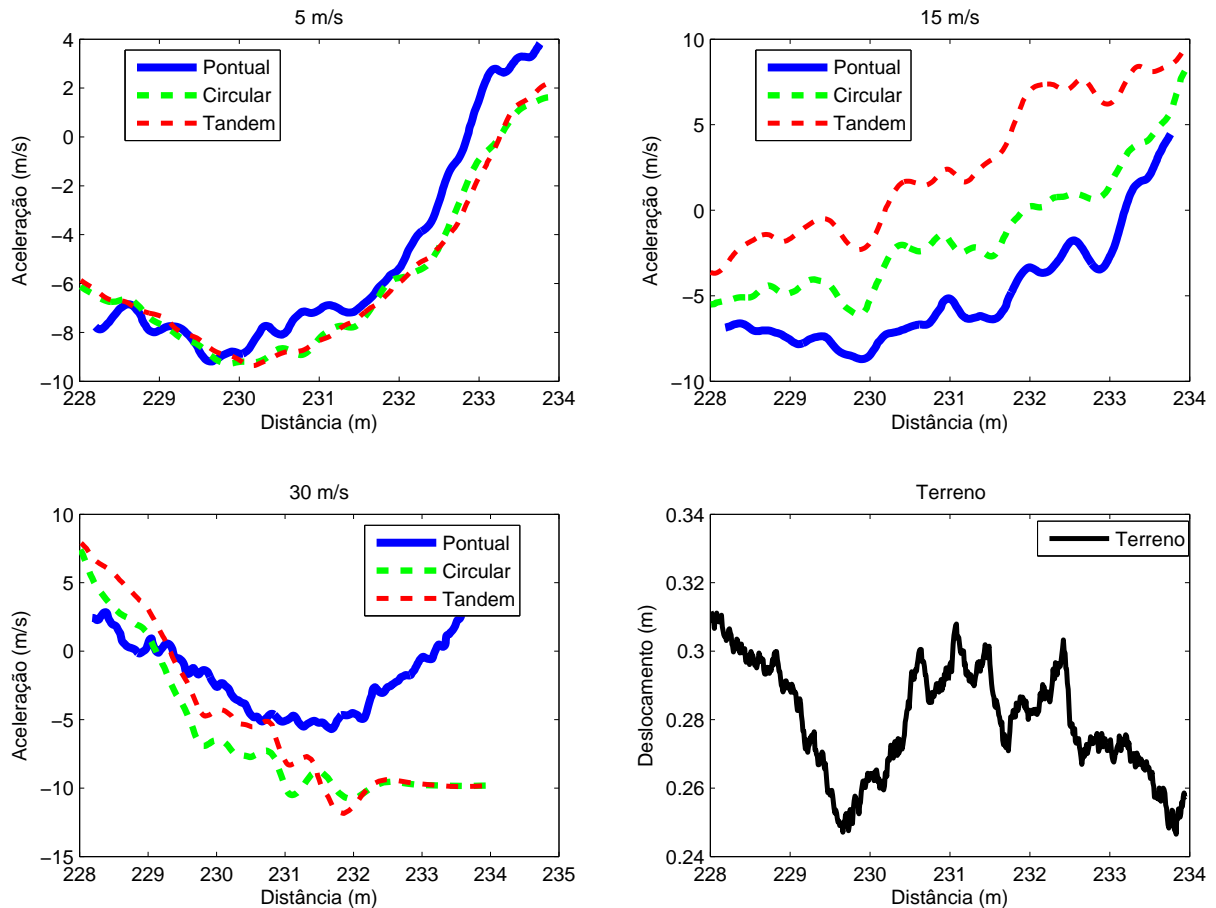 5 m/s
4
2
0
−2
−4
−6
−8
−10
228 229 230 231 232 233 234
Aceleração (m/s)
Distância (m)
Pontual
Circular
Tandem
15 m/s
10
5
0
−5
−10
228 229 230 231 232 233 234
Aceleração (m/s)
Distância (m)
Pontual
Circular
Tandem
30 m/s
10
5
0
−5
−10
−15
228 229 230 231 232 233 234 235
Aceleração (m/s)
Distância (m)
Pontual
Circular
Tandem
Terreno
0.34
0.32
0.3
0.28
0.26
0.24
228 229 230 231 232 233 234
Deslocamento (m)
Distância (m)
Terreno